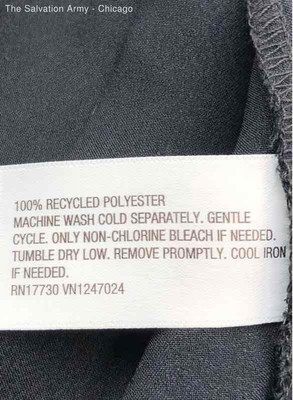 The Salvation Army - Chicago
100% RECYCLED POLYESTER
MACHINE WASH COLD SEPARATELY. GENTLE
CYCLE. ONLY NON-CHLORINE BLEACH IF NEEDED.
TUMBLE DRY LOW. REMOVE PROMPTLY. COOL IRON
IF NEEDED.
RN17730 VN1247024